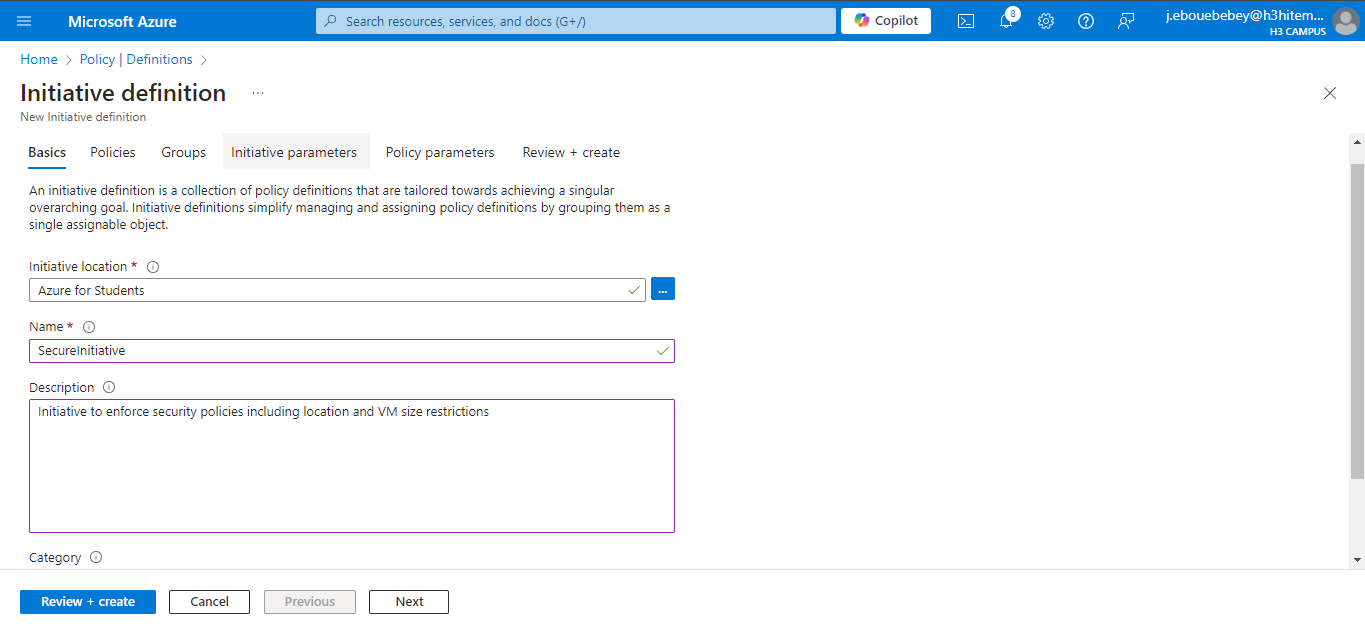 Microsoft Azure
Search resources, services, and docs (G+/)
Copilot
8
j.ebouebebey@h3hitem...
H3 CAMPUS
Home > Policy | Definitions >
Initiative definition ...
New Initiative definition
Basics Policies Groups Initiative parameters Policy parameters Review + create
An initiative definition is a collection of policy definitions that are tailored towards achieving a singular
overarching goal. Initiative definitions simplify managing and assigning policy definitions by grouping them as a
single assignable object.
Initiative location *
Azure for Students
...
Name *
SecureInitiative
Description
Initiative to enforce security policies including location and VM size restrictions
Category
Review + create Cancel Previous Next